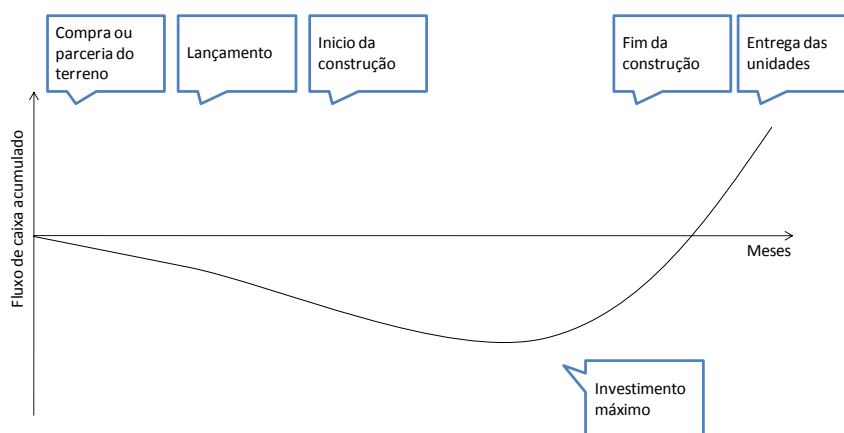 Compra ou
parceria do
terreno
Lançamento
Inicio da
construção
Fim da
construção
Entrega das
unidades
Fluxo de caixa acumulado
Meses
Investimento
máximo